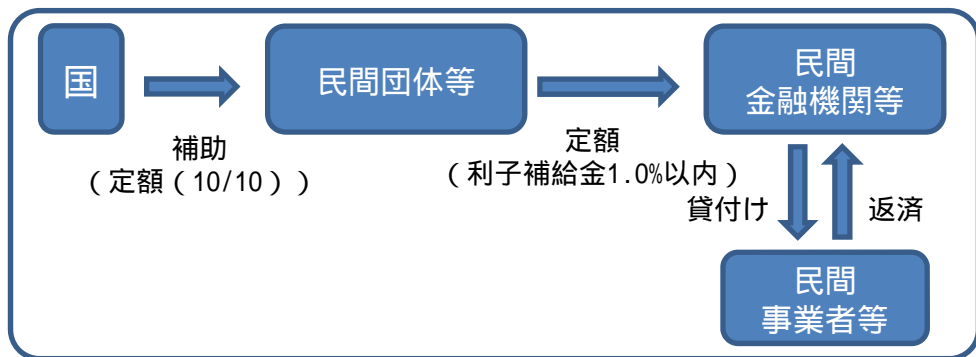 国
民間団体等
民間
金融機関等
補助
(定額(10/10))
定額
(利子補給金1.0%以内)
貸付け
返済
民間
事業者等